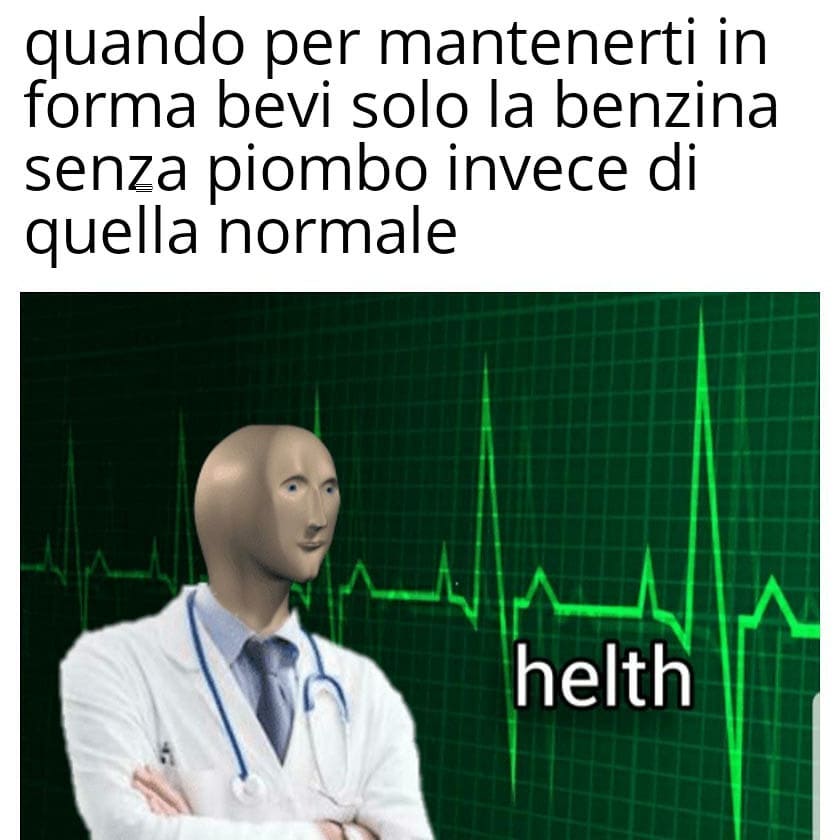 quando per mantenerti in
forma bevi solo la benzina
senza piombo invece di
quella normale
helth